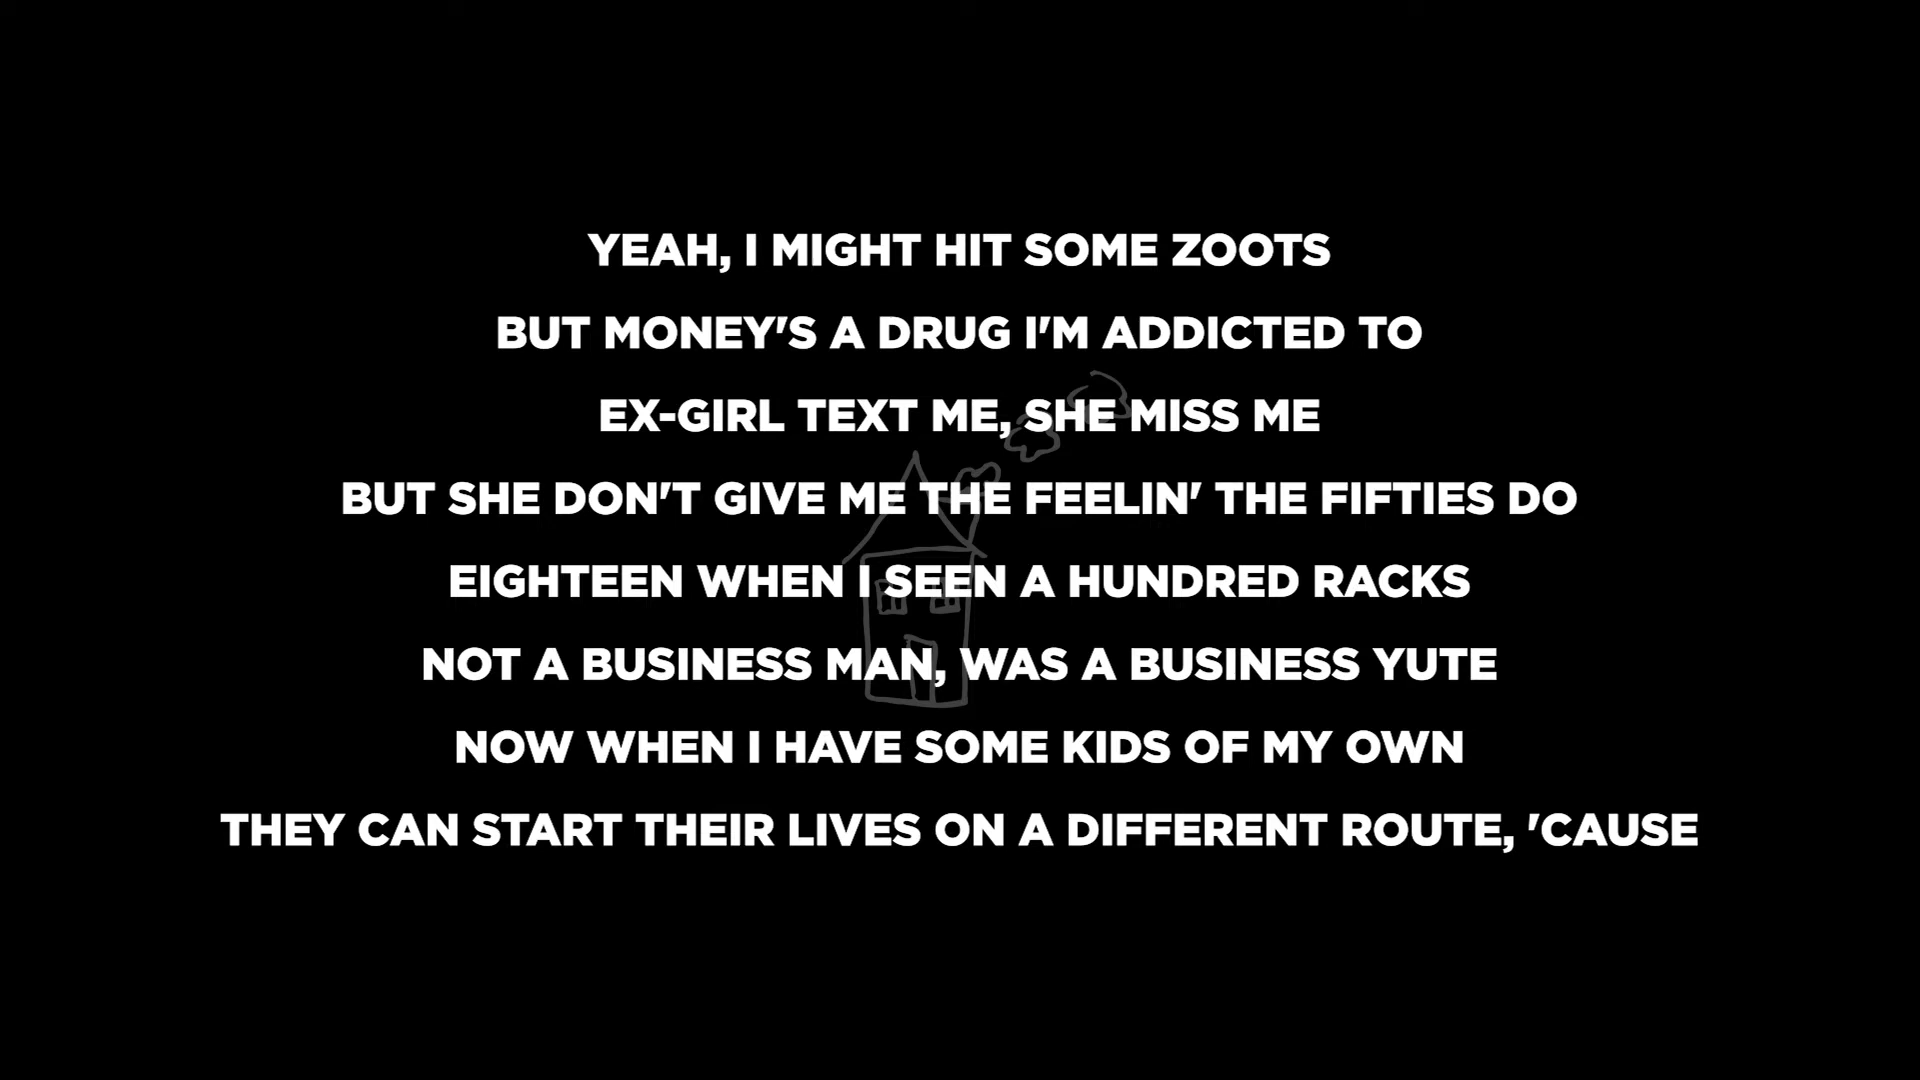 YEAH, I MIGHT HIT SOME ZOOTS
BUT MONEY'S A DRUG I'M ADDICTED TO
EX-GIRL TEXT ME, SHE MISS ME
BUT SHE DON'T GIVE ME THE FEELIN' THE FIFTIES DO
EIGHTEEN WHEN I SEEN A HUNDRED RACKS
NOT A BUSINESS MAN, WAS A BUSINESS YUTE
NOW WHEN I HAVE SOME KIDS OF MY OWN
THEY CAN START THEIR LIVES ON A DIFFERENT ROUTE, 'CAUSE